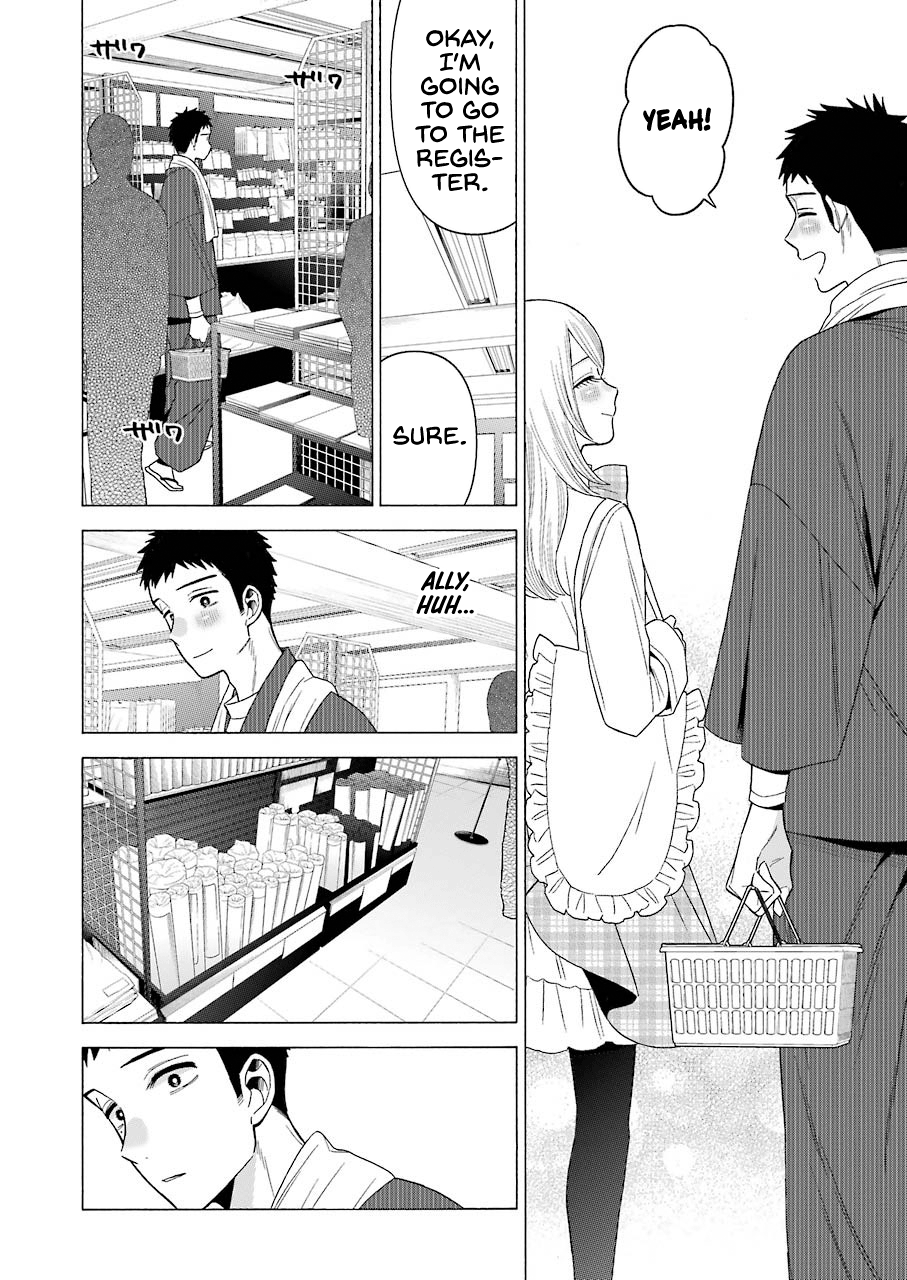 YEAH!
OKAY,
I'M
GOING
TO GO
TO THE
REGIS-
TER.
SURE.
ザワ
ザワ
ザワ
ALLY,
HUH...